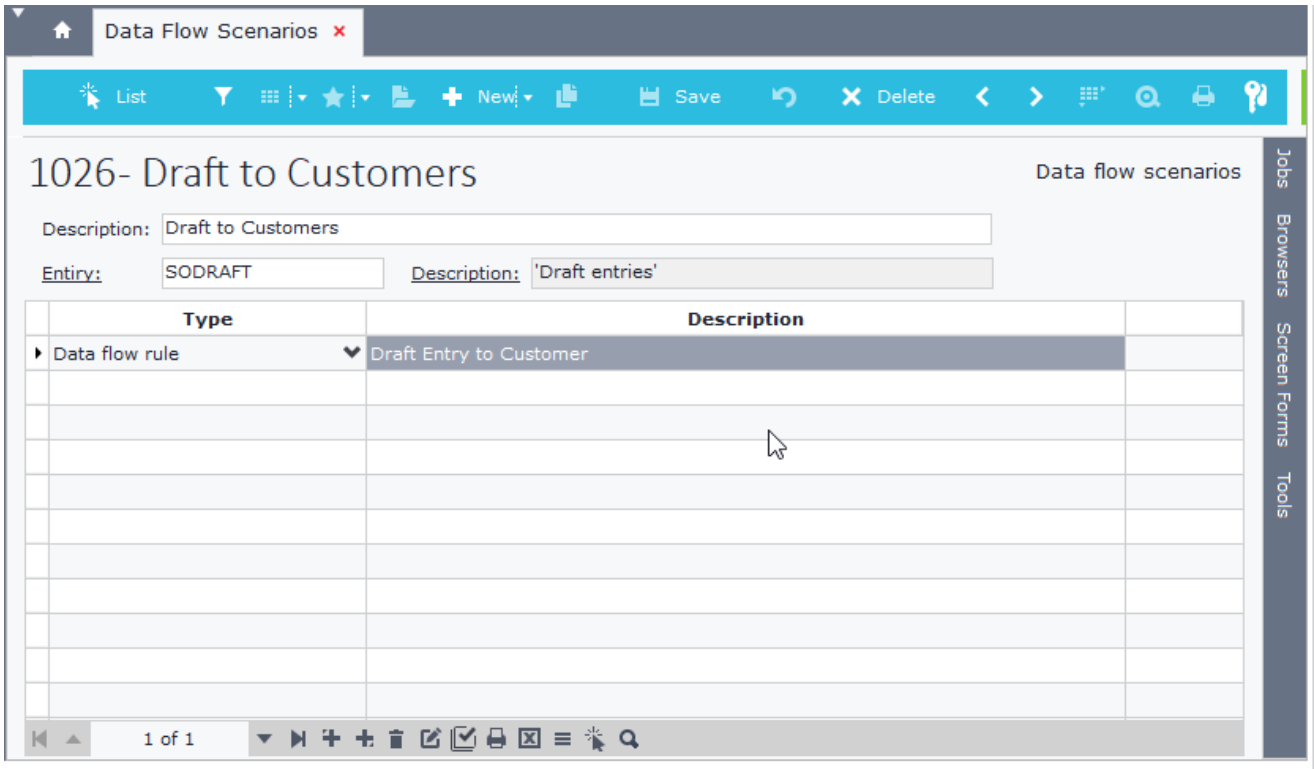 Data Flow Scenarios
List New Save Delete
1026- Draft to Customers
Data flow scenarios
Description: Draft to Customers
Entiry: SODRAFT Description: 'Draft entries'
Type Description
Data flow rule Draft Entry to Customer
1 of 1
Jobs
Browsers
Screen Forms
Tools